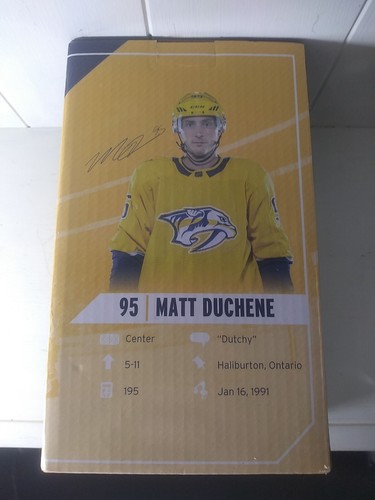 95 MATT DUCHENE
Center "Dutchy"
5-11 Haliburton, Ontario
195 Jan 16, 1991